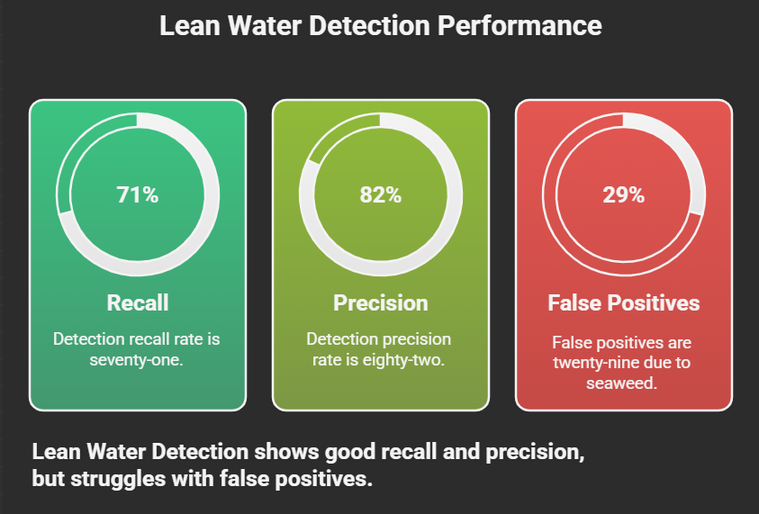 Lean Water Detection Performance
71%
82%
29%
Recall
Precision
False Positives
Detection recall rate is
seventy-one.
Detection precision
rate is eighty-two.
False positives are
twenty-nine due to
seaweed.
Lean Water Detection shows good recall and precision,
but struggles with false positives.